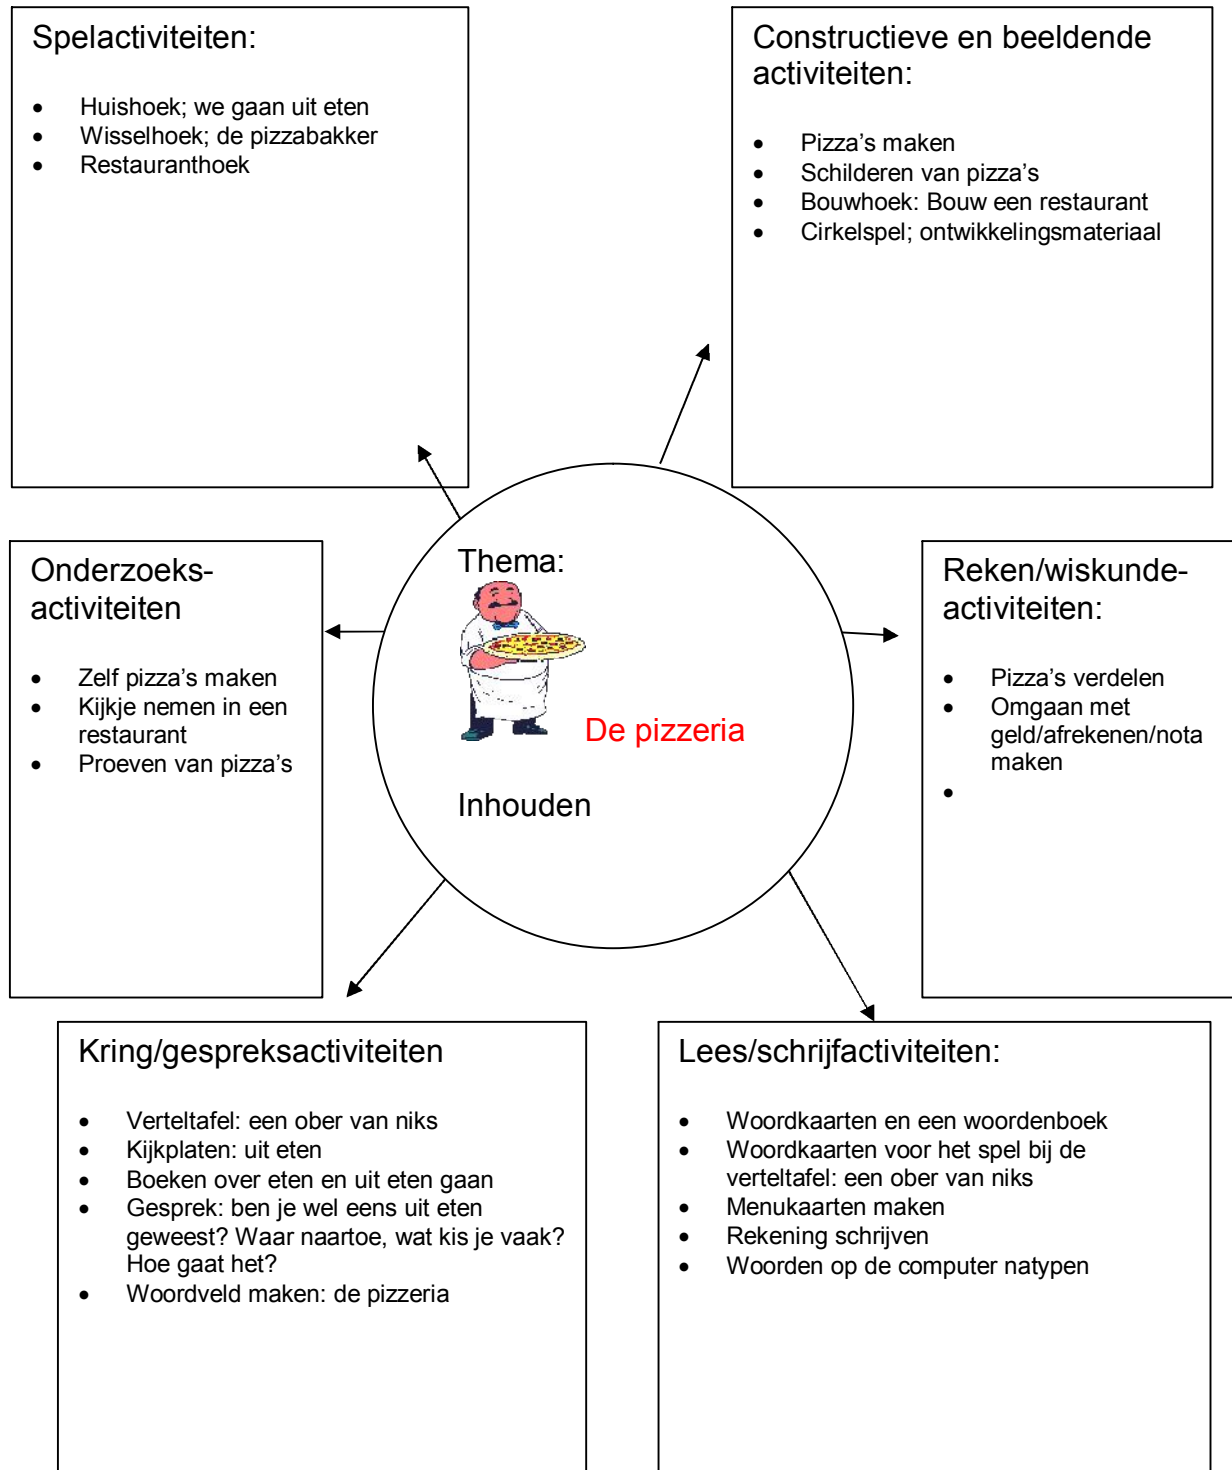 Spelactiviteiten:
• Huishoek; we gaan uit eten
• Wisselhoek; de pizzabakker
• Restauranthoek
Constructieve en beeldende
activiteiten:
• Pizza’s maken
• Schilderen van pizza’s
• Bouwhoek: Bouw een restaurant
• Cirkelspel; ontwikkelingsmateriaal
Onderzoeks-
activiteiten
• Zelf pizza’s maken
• Kijkje nemen in een
restaurant
• Proeven van pizza’s
Thema:
De pizzeria
Inhouden
Reken/wiskunde-
activiteiten:
• Pizza’s verdelen
• Omgaan met
geld/afrekenen/nota
maken
•
Kring/gespreksactiviteiten
• Verteltafel: een ober van niks
• Kijkplaten: uit eten
• Boeken over eten en uit eten gaan
• Gesprek: ben je wel eens uit eten
geweest? Waar naartoe, wat kis je vaak?
Hoe gaat het?
• Woordveld maken: de pizzeria
Lees/schrijfactiviteiten:
• Woordkaarten en een woordenboek
• Woordkaarten voor het spel bij de
verteltafel: een ober van niks
• Menukaarten maken
• Rekening schrijven
• Woorden op de computer natypen